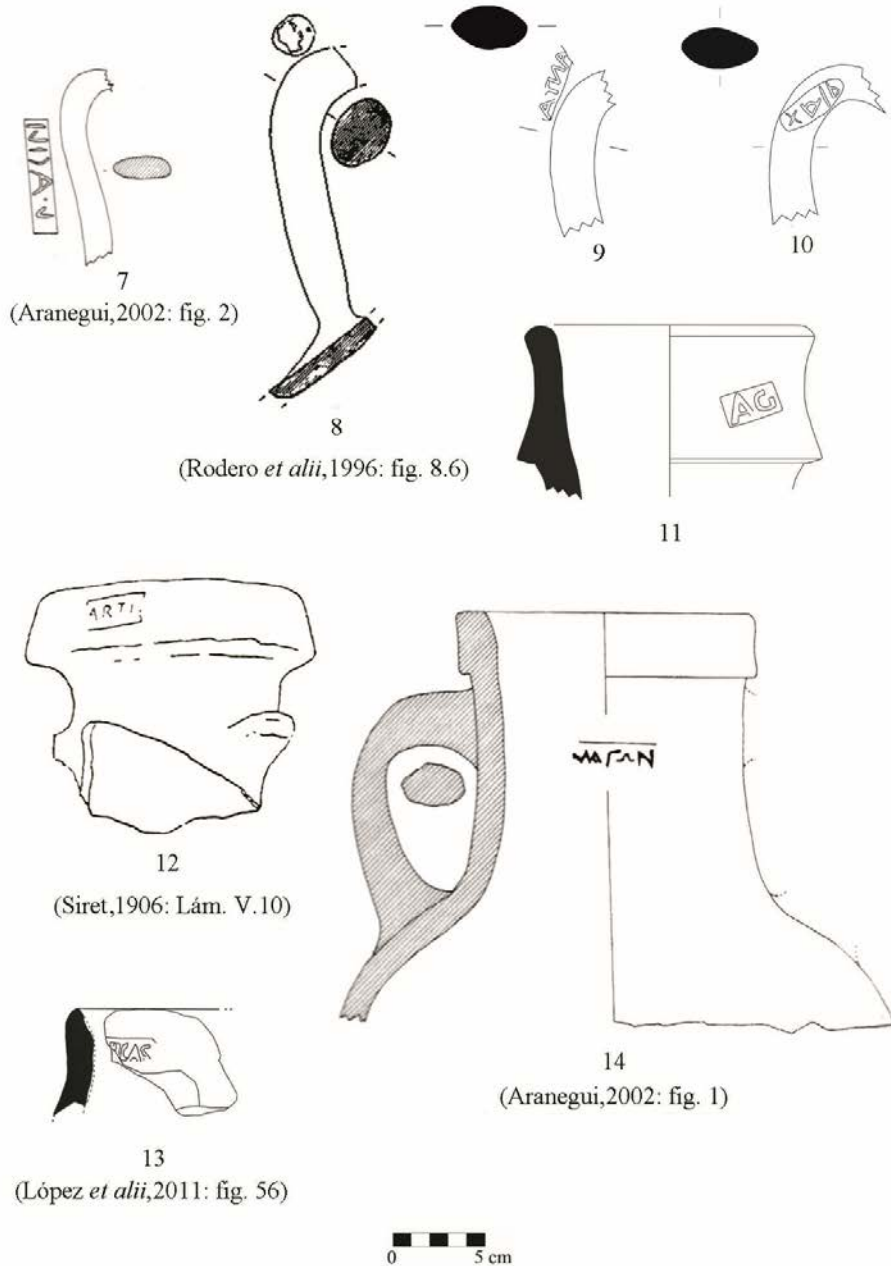 7
(Aranegui,2002: fig. 2)
8
(Rodero et alii,1996: fig. 8.6)
9
10
AG
11
ARTI.
12
(Siret,1906: Lám. V.10)
13
(López et alii,2011: fig. 56)
14
(Aranegui,2002: fig. 1)
0 5 cm